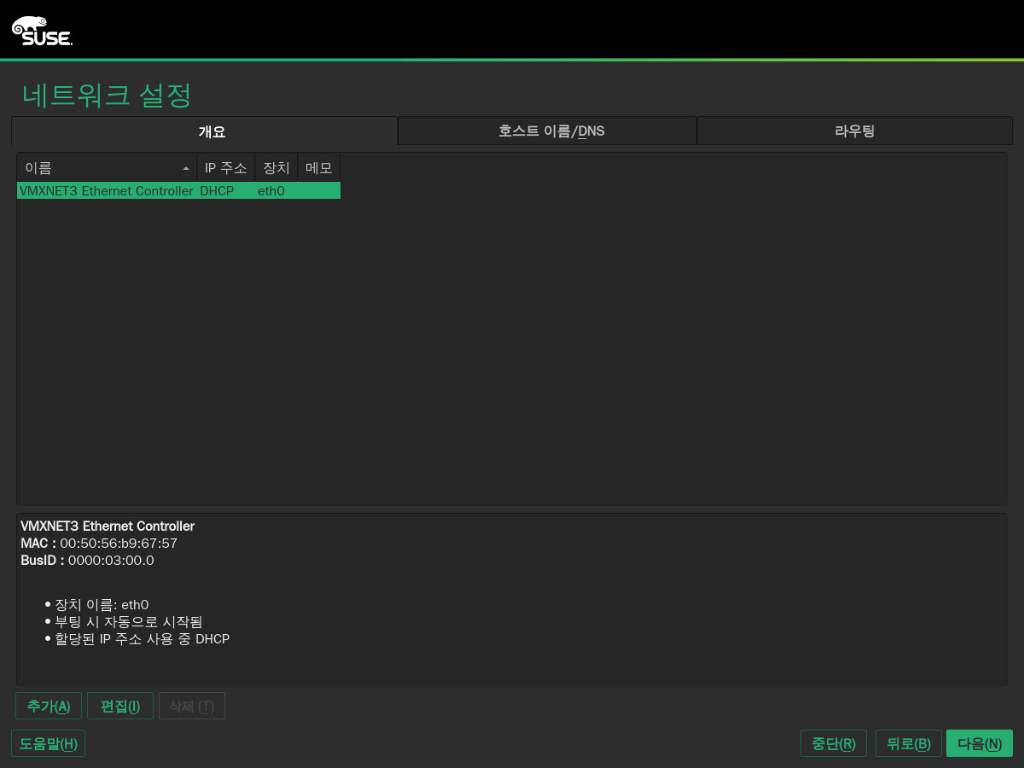 SUSE
네트워크 설정
개요 호스트 이름/DNS 라우팅
이름 IP 주소 장치 메모
VMXNET3 Ethernet Controller DHCP eth0
VMXNET3 Ethernet Controller
MAC : 00:50:56:b9:67:57
BusID : 0000:03:00.0
• 장치 이름: eth0
• 부팅 시 자동으로 시작됨
• 할당된 IP 주소 사용 중 DHCP
추가(A) 편집(I) 삭제 (T)
도움말(H) 중단(R) 뒤로(B) 다음(N)